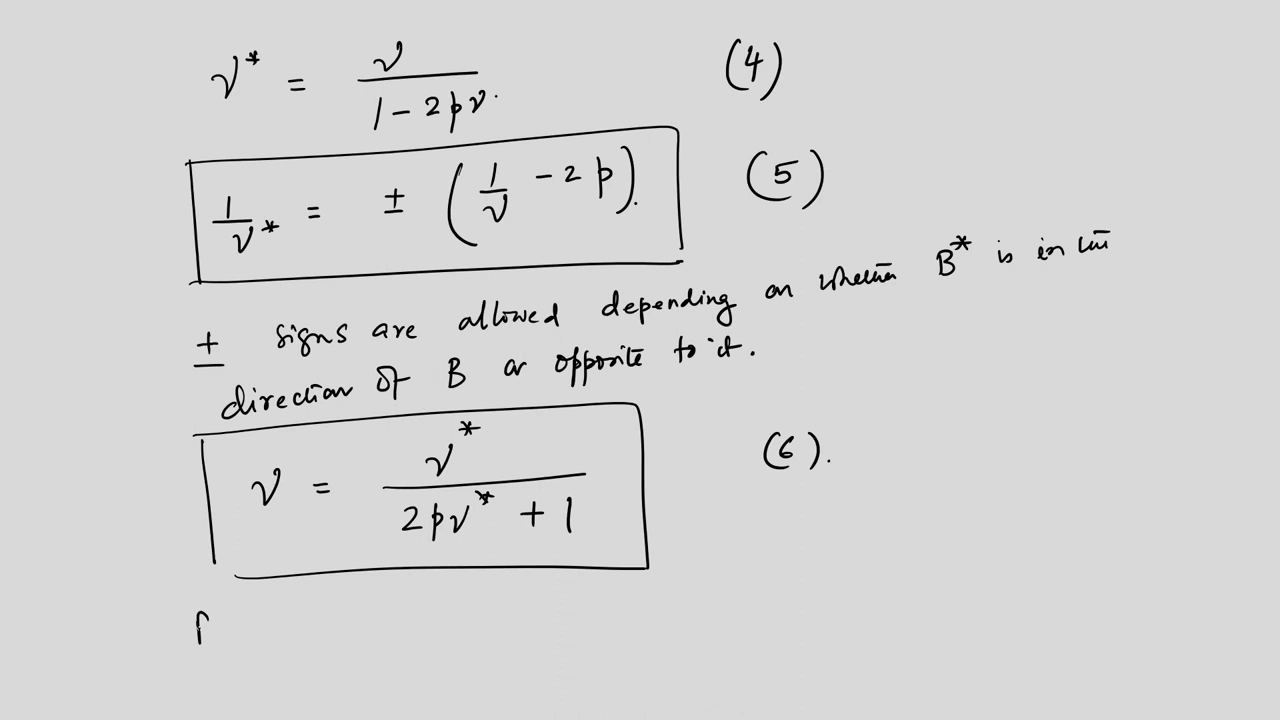 ν* = ν / (1 - 2pν.) (4)
1/ν* = ± (1/ν - 2p). (5)
± signs are allowed depending on whether B* is in the
direction of B or opposite to it.
ν = ν* / (2pν* + 1) (6).